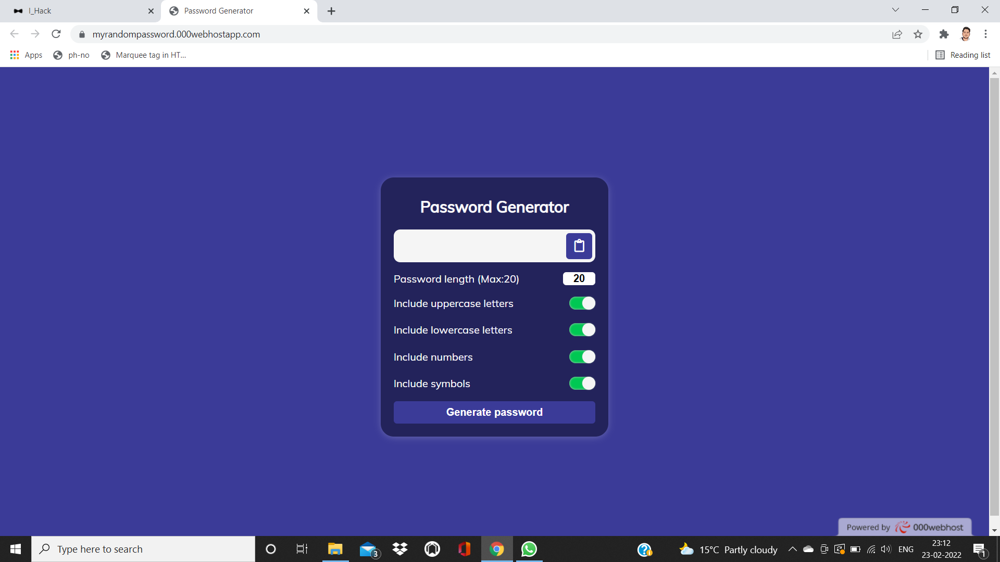 I_Hack
Password Generator
myrandompassword.000webhostapp.com
Apps
ph-no
Marquee tag in HT...
Reading list
Password Generator
Password length (Max:20)
20
Include uppercase letters
Include lowercase letters
Include numbers
Include symbols
Generate password
Powered by 000webhost
Type here to search
3
15°C Partly cloudy
ENG
23:12
23-02-2022
1